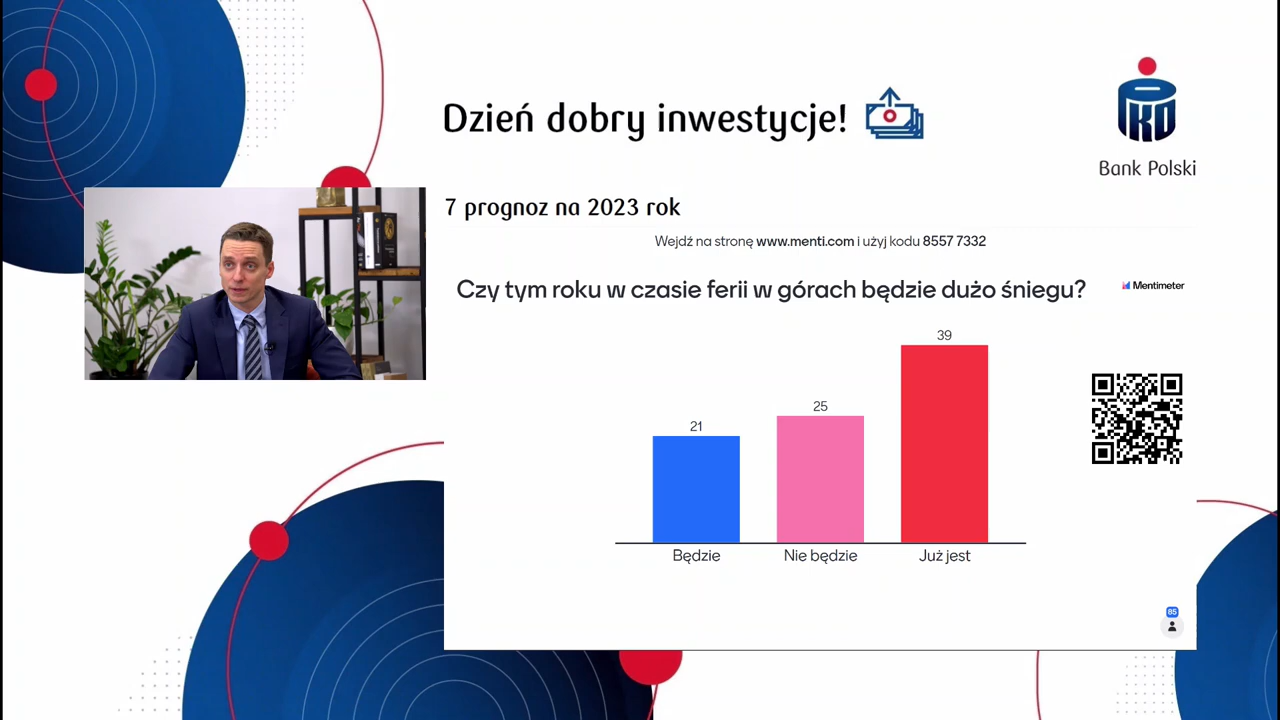 Dzień dobry inwestycje!
PKO
Bank Polski
7 prognoz na 2023 rok
Wejdź na stronę www.menti.com i użyj kodu 8557 7332
Czy tym roku w czasie ferii w górach będzie dużo śniegu?
Mentimeter
39
25
21
Będzie
Nie będzie
Już jest
85